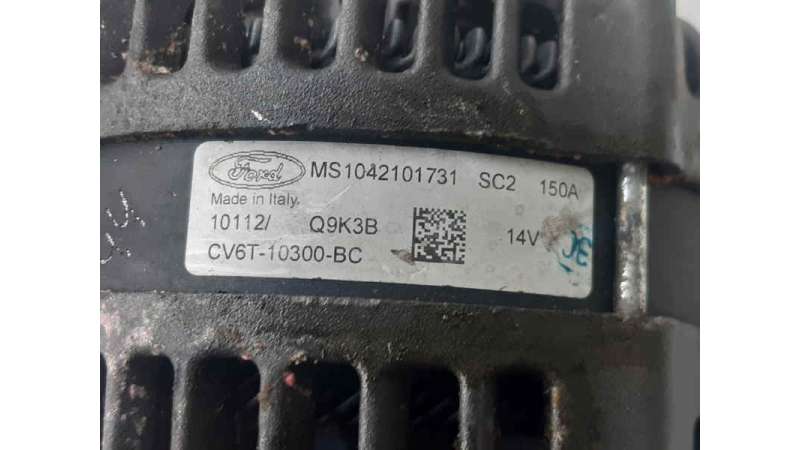 Ford MS1042101731 SC2 150A
Made in Italy.
10112/ Q9K3B 14V
CV6T-10300-BC